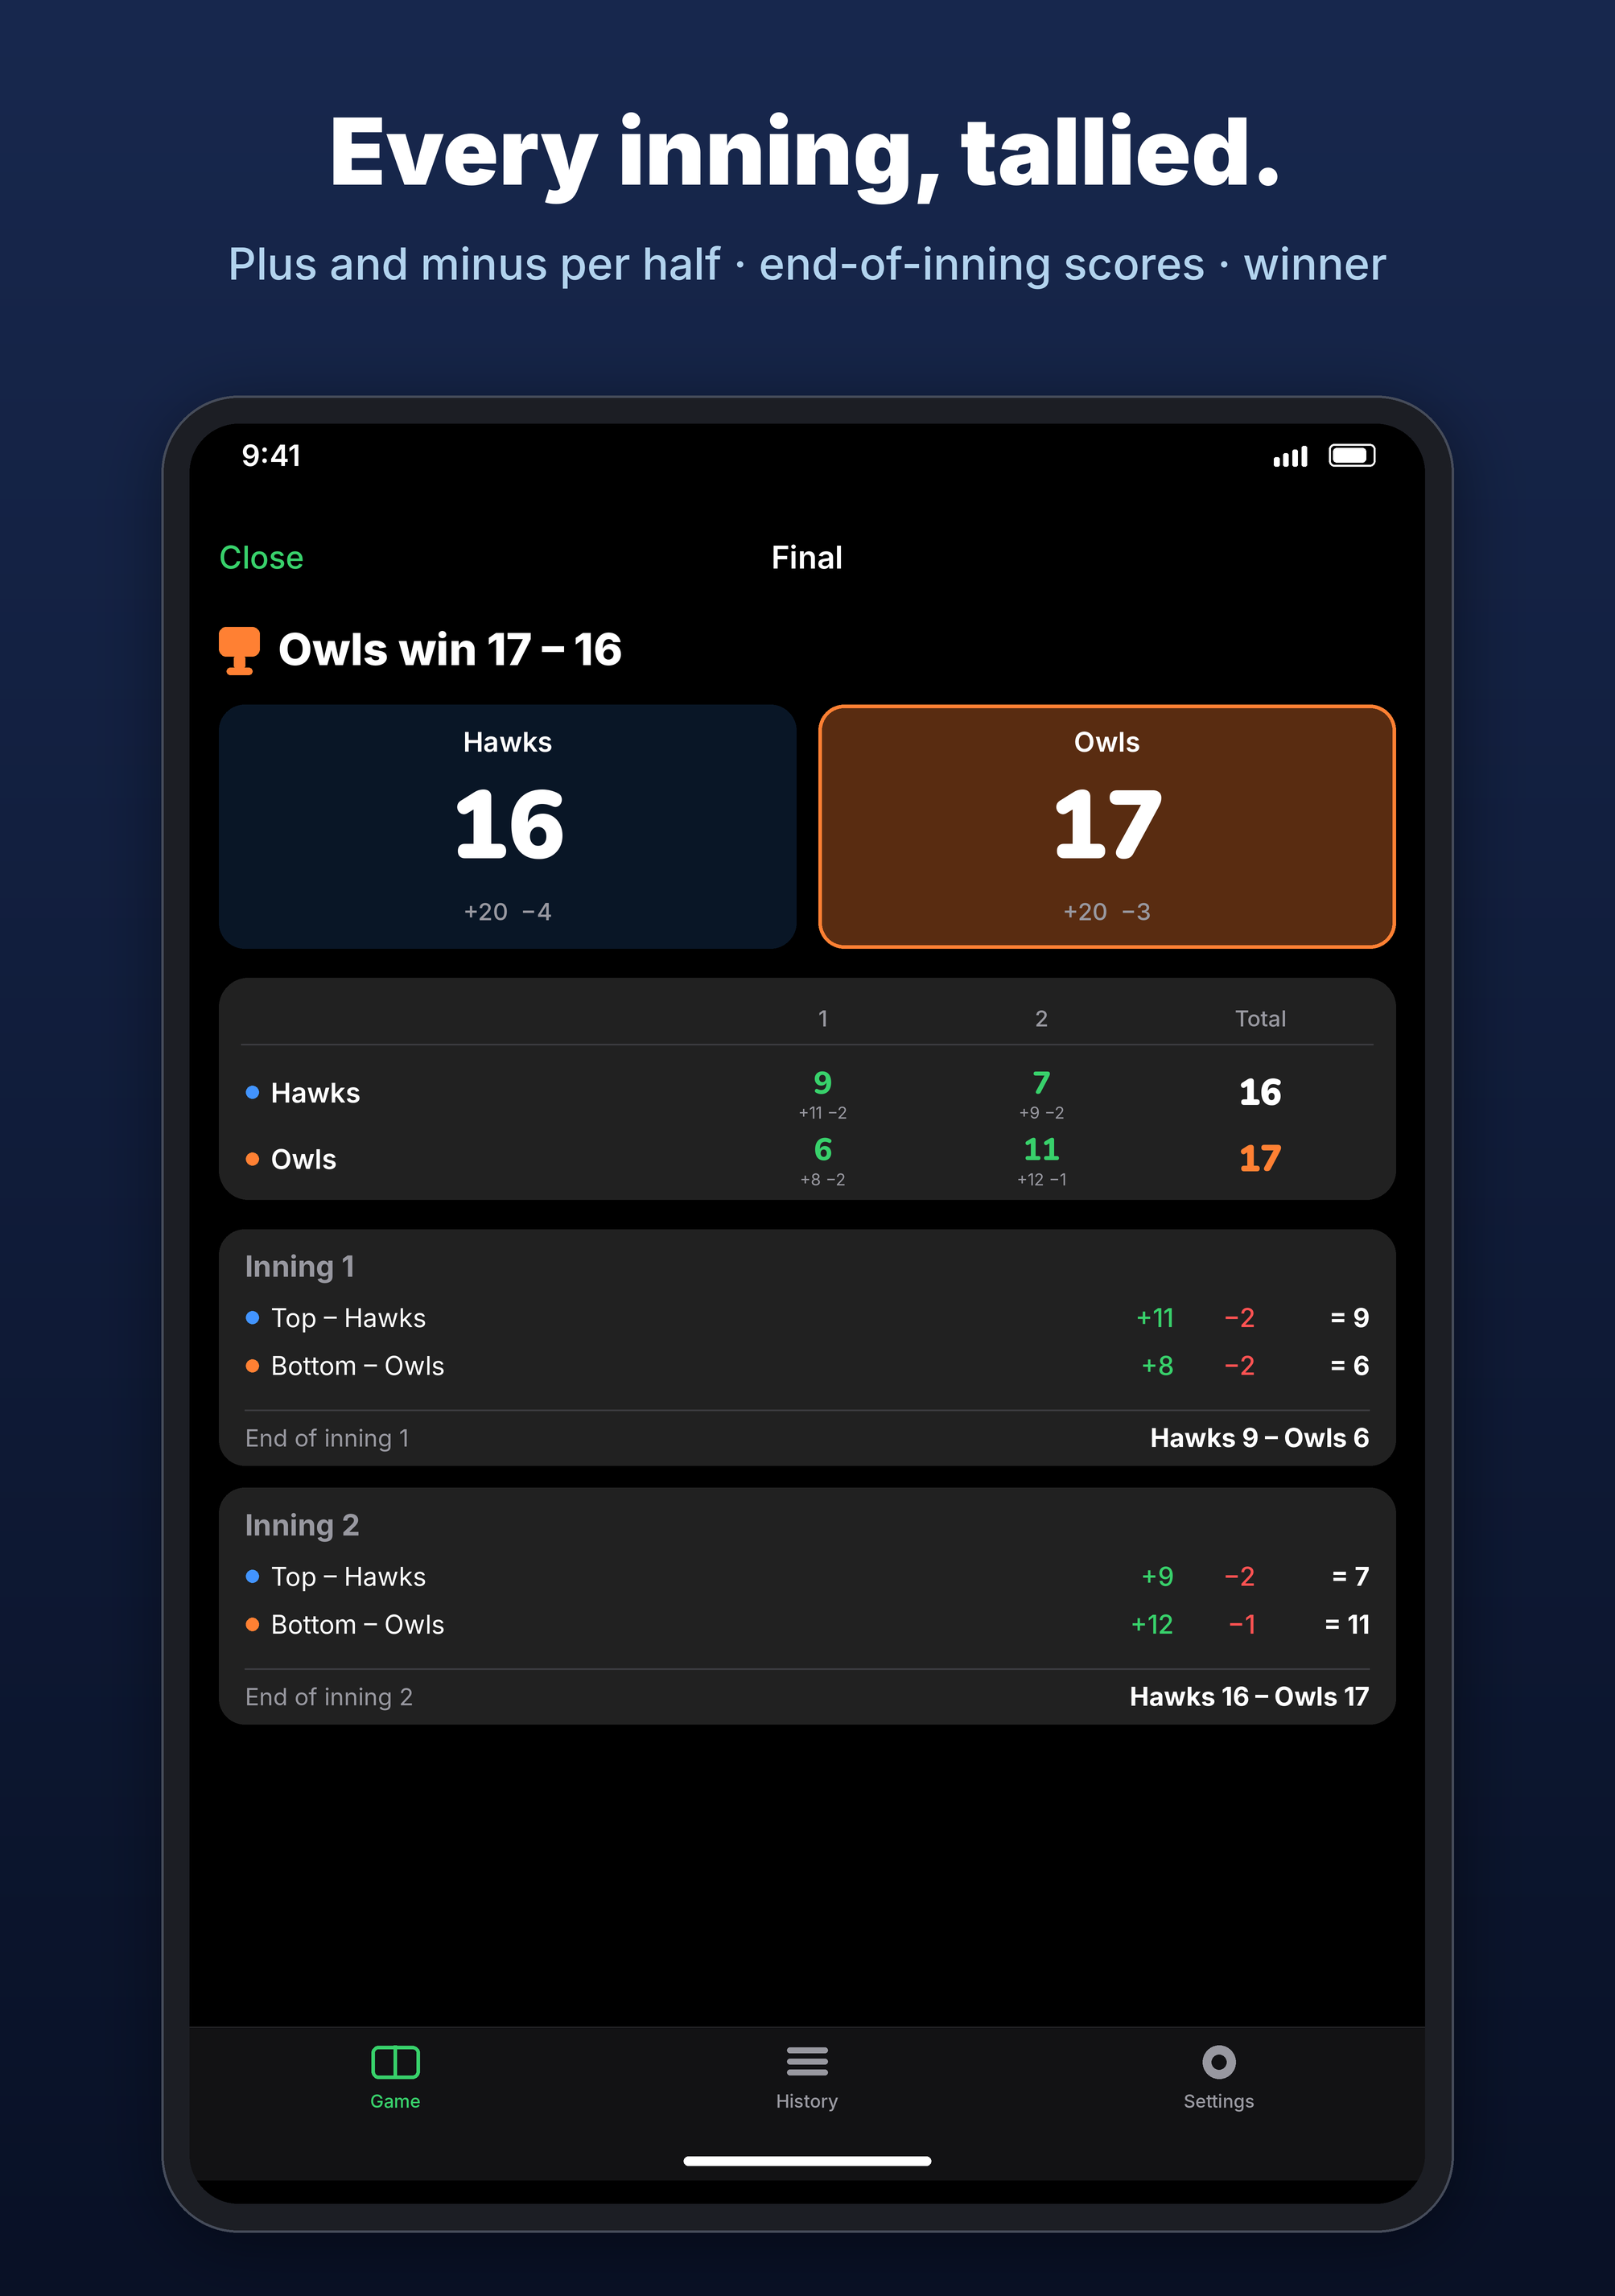 Every inning, tallied.
Plus and minus per half · end-of-inning scores · winner
9:41
Close
Final
Owls win 17 – 16
Hawks
16
+20 −4
Owls
17
+20 −3
1 2 Total
Hawks 9 7 16
+11 −2 +9 −2
Owls 6 11 17
+8 −2 +12 −1
Inning 1
Top – Hawks +11 −2 = 9
Bottom – Owls +8 −2 = 6
End of inning 1 Hawks 9 – Owls 6
Inning 2
Top – Hawks +9 −2 = 7
Bottom – Owls +12 −1 = 11
End of inning 2 Hawks 16 – Owls 17
Game History Settings